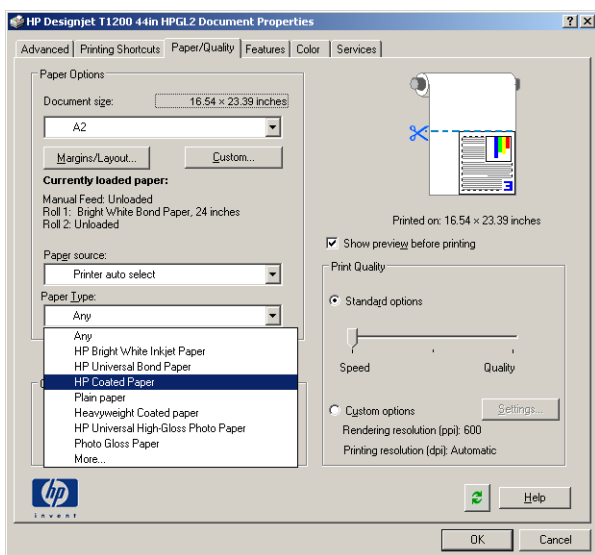 HP Designjet T1200 44in HPGL2 Document Properties
Advanced Printing Shortcuts Paper/Quality Features Color Services
Paper Options
Document size: 16.54 × 23.39 inches
A2
Margins/Layout... Custom...
Currently loaded paper:
Manual Feed: Unloaded
Roll 1: Bright White Bond Paper, 24 inches
Roll 2: Unloaded
Paper source:
Printer auto select
Paper Type:
Any
Any
HP Bright White Inkjet Paper
HP Universal Bond Paper
HP Coated Paper
Plain paper
Heavyweight Coated paper
HP Universal High-Gloss Photo Paper
Photo Gloss Paper
More...
3
Printed on: 16.54 × 23.39 inches
Show preview before printing
Print Quality
Standard options
Speed Quality
Custom options Settings...
Rendering resolution (ppi): 600
Printing resolution (dpi): Automatic
hp
invent
Help
OK Cancel